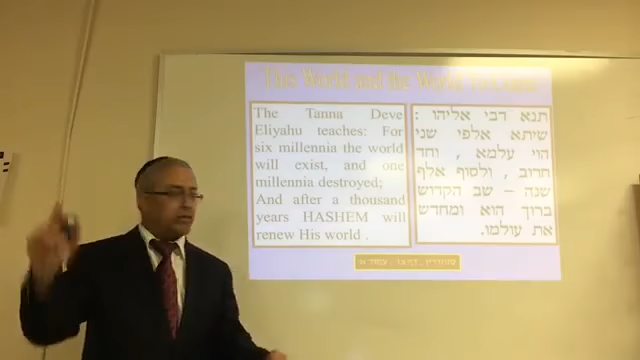 This World and the World
The Tanna Deve
Eliyahu teaches: For
six millennia the world
will exist, and one
millennia destroyed;
And after a thousand
years HASHEM will
renew His world .
תנא דבי אליהו :
שיתא אלפי שני
הוי עלמא , וחד
חרוב , ולסוף אלף
שנה – שב הקדוש
ברוך הוא ומחדש
את עולמו.
סנהדרין , דף